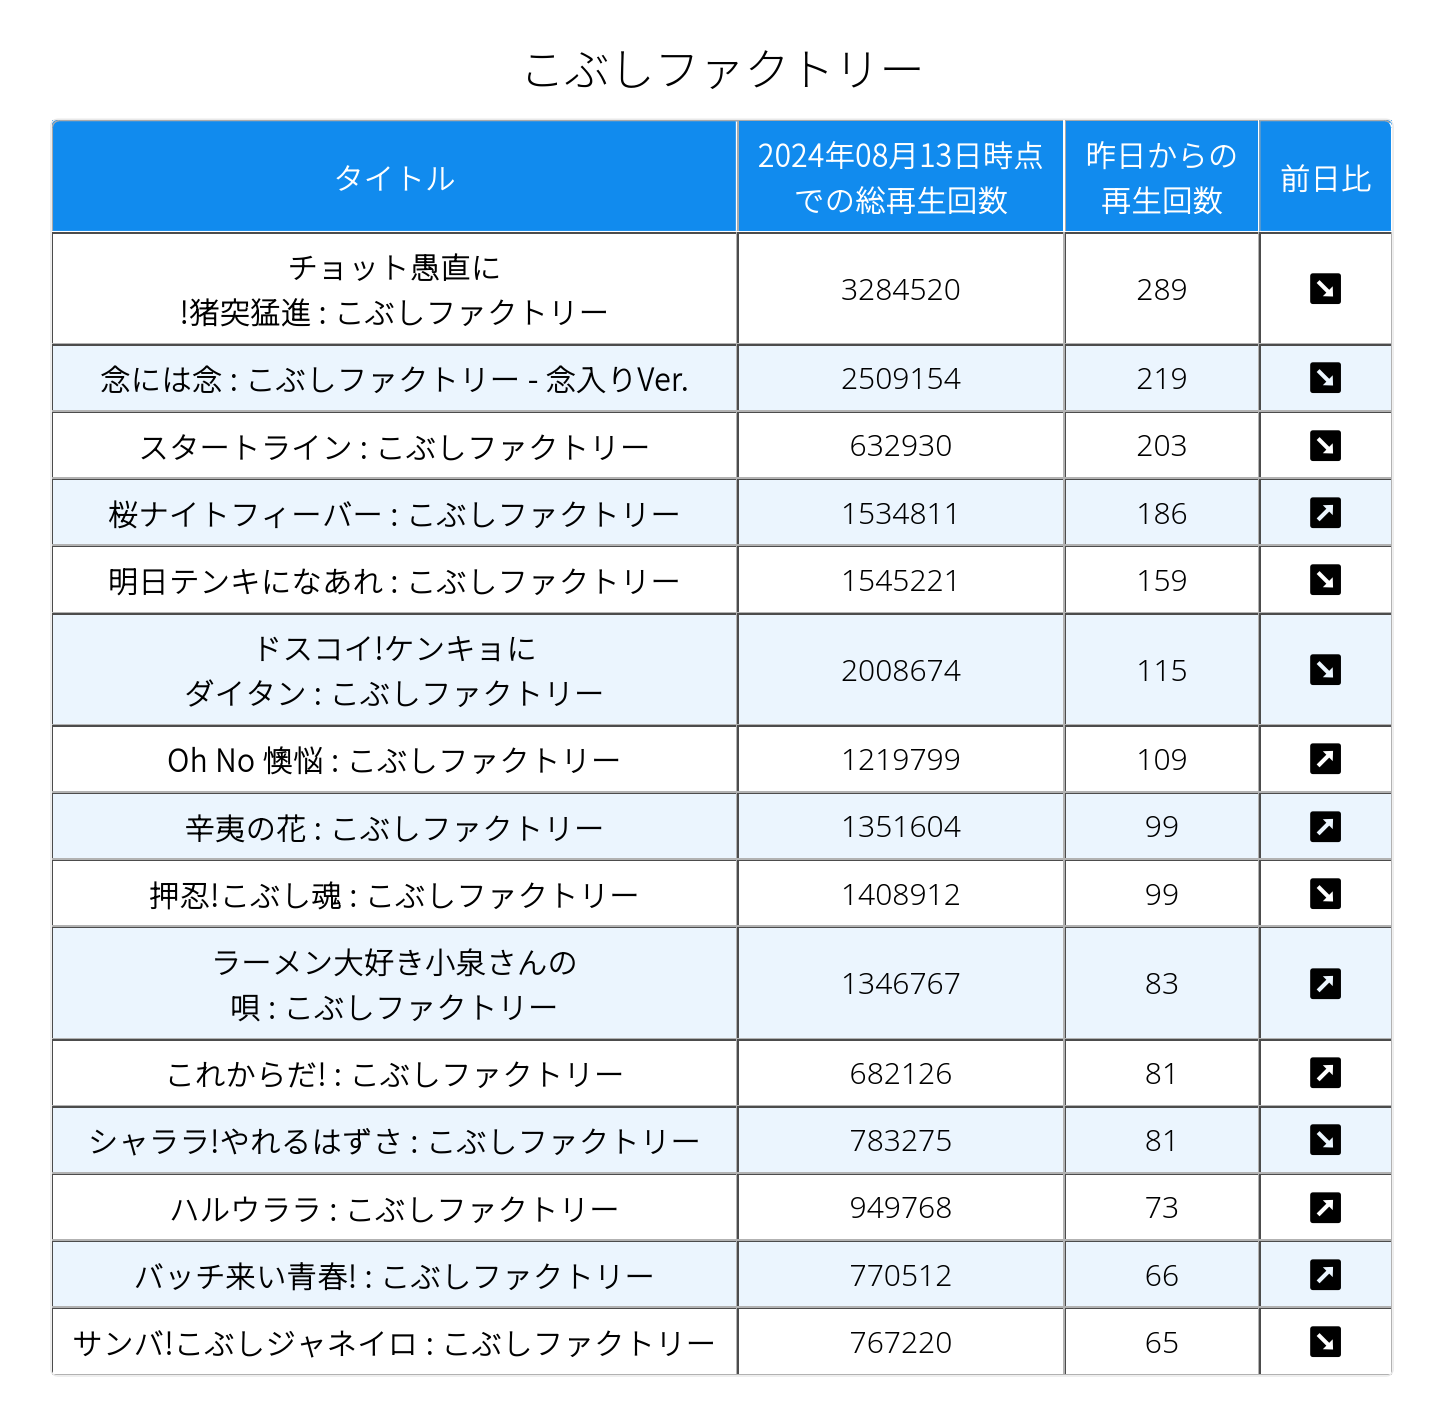 こぶしファクトリー
タイトル
2024年08月13日時点
での総再生回数
昨日からの
再生回数
前日比
チョット愚直に
!猪突猛進 : こぶしファクトリー
3284520
289
念には念 : こぶしファクトリー - 念入りVer.
2509154
219
スタートライン : こぶしファクトリー
632930
203
桜ナイトフィーバー : こぶしファクトリー
1534811
186
明日テンキになあれ : こぶしファクトリー
1545221
159
ドスコイ!ケンキョに
ダイタン : こぶしファクトリー
2008674
115
Oh No 懊悩 : こぶしファクトリー
1219799
109
辛夷の花 : こぶしファクトリー
1351604
99
押忍!こぶし魂 : こぶしファクトリー
1408912
99
ラーメン大好き小泉さんの
唄 : こぶしファクトリー
1346767
83
これからだ! : こぶしファクトリー
682126
81
シャララ!やれるはずさ : こぶしファクトリー
783275
81
ハルウララ : こぶしファクトリー
949768
73
バッチ来い青春! : こぶしファクトリー
770512
66
サンバ!こぶしジャネイロ : こぶしファクトリー
767220
65